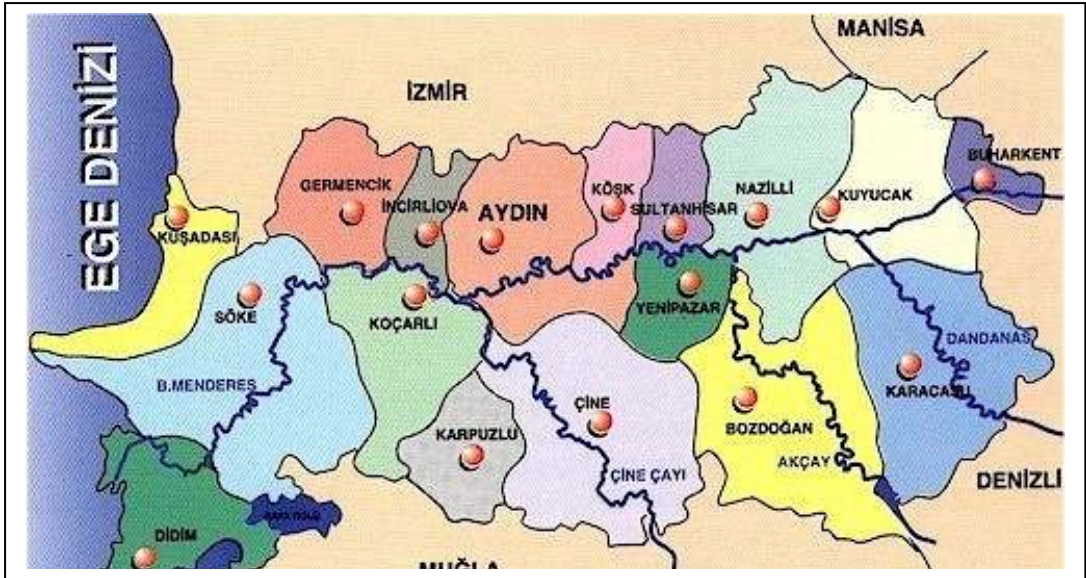 MANİSA
İZMİR
EGE DENİZİ
BUHARKENT
GERMENCİK
İNCİRLİOVA
AYDIN
KÖŞK
SULTANHİSAR
NAZİLLİ
KUYUCAK
KUŞADASI
SÖKE
KOÇARLI
YENİPAZAR
DANDANAS
B.MENDERES
KARACASU
ÇİNE
BOZDOĞAN
KARPUZLU
AKÇAY
ÇİNE ÇAYI
DENİZLİ
DİDİM
MUĞLA